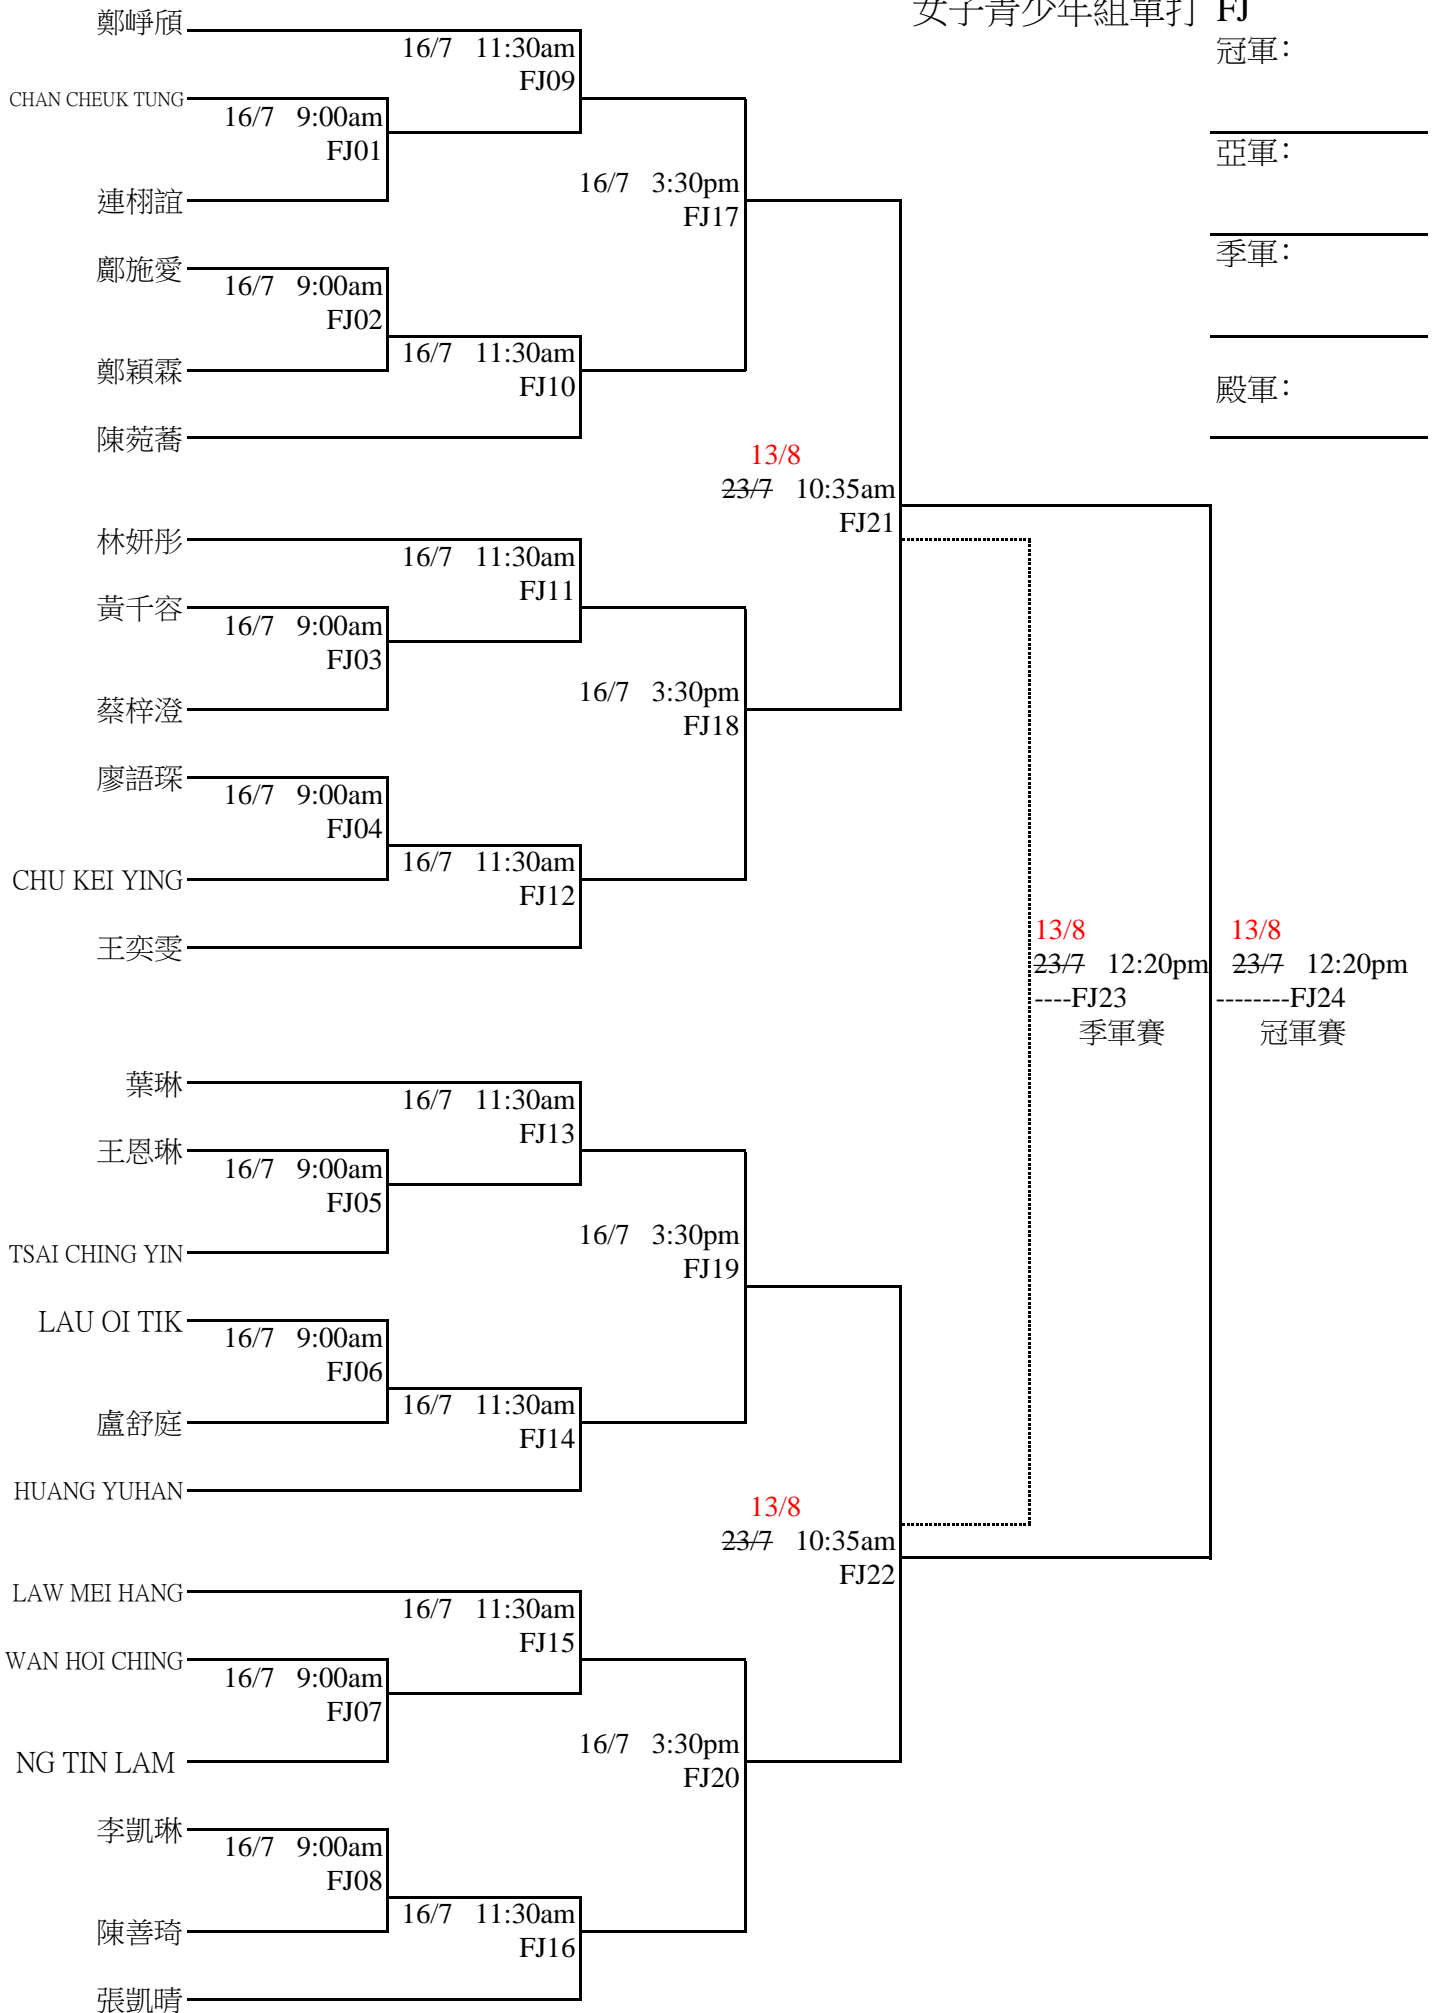 女子青少年組單打 FJ
鄭崢頎
16/7 11:30am
冠軍：
FJ09
CHAN CHEUK TUNG
16/7 9:00am
FJ01
亞軍：
16/7 3:30pm
連栩誼
FJ17
季軍：
鄺施愛
16/7 9:00am
FJ02
16/7 11:30am
鄭穎霖
FJ10
殿軍：
陳菀蕎
13/8
23/7 10:35am
FJ21
林妍彤
16/7 11:30am
FJ11
黃千容
16/7 9:00am
FJ03
16/7 3:30pm
蔡梓澄
FJ18
廖語琛
16/7 9:00am
FJ04
16/7 11:30am
CHU KEI YING
FJ12
王奕雯
13/8 13/8
23/7 12:20pm 23/7 12:20pm
----FJ23 --------FJ24
季軍賽 冠軍賽
葉琳
16/7 11:30am
FJ13
王恩琳
16/7 9:00am
FJ05
16/7 3:30pm
TSAI CHING YIN
FJ19
LAU OI TIK
16/7 9:00am
FJ06
16/7 11:30am
盧舒庭
FJ14
HUANG YUHAN
13/8
23/7 10:35am
FJ22
LAW MEI HANG
16/7 11:30am
FJ15
WAN HOI CHING
16/7 9:00am
FJ07
16/7 3:30pm
NG TIN LAM
FJ20
李凱琳
16/7 9:00am
FJ08
16/7 11:30am
陳善琦
FJ16
張凱晴